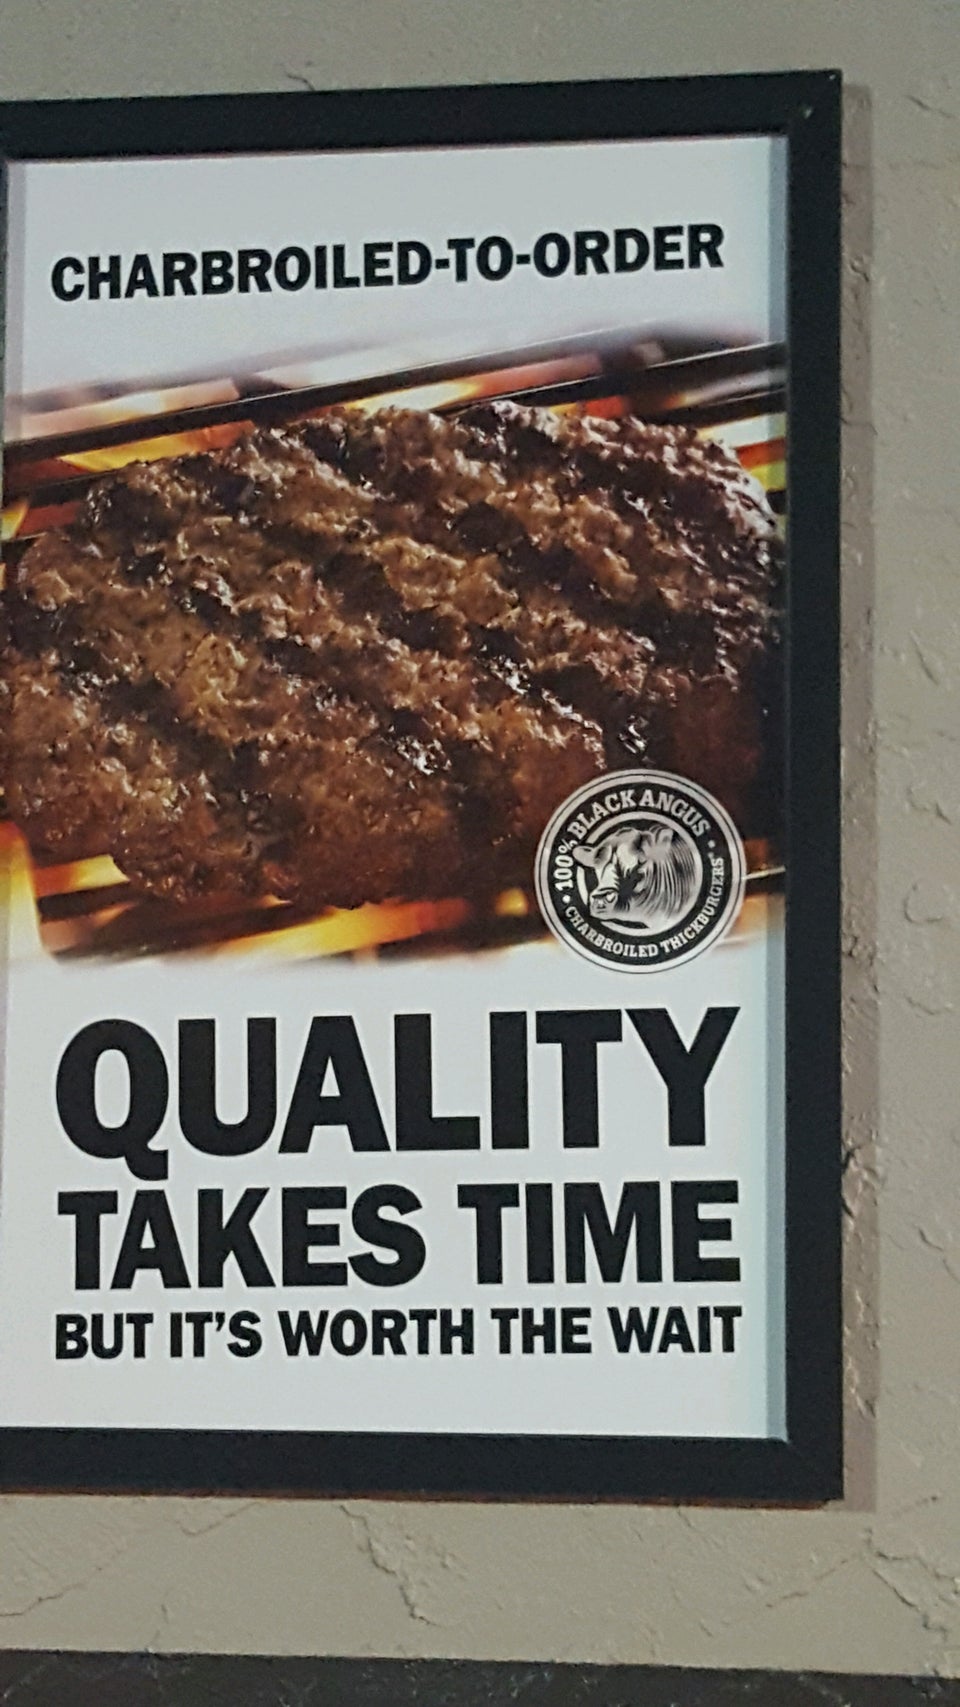 CHARBROILED-TO-ORDER
100% BLACK ANGUS
CHARBROILED THICKBURGERS
QUALITY
TAKES TIME
BUT IT'S WORTH THE WAIT